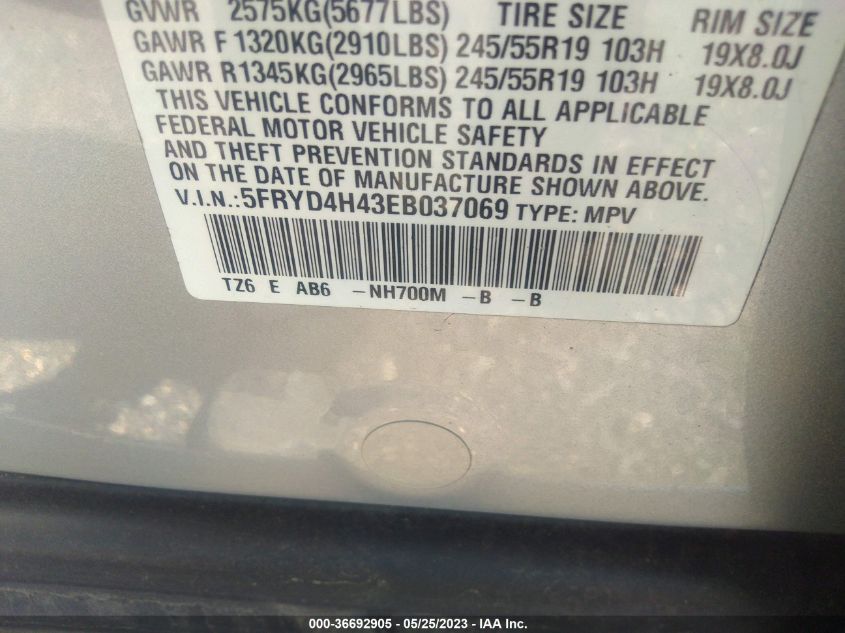 GVWR 2575KG(5677LBS) TIRE SIZE RIM SIZE
GAWR F 1320KG(2910LBS) 245/55R19 103H 19X8.0J
GAWR R1345KG(2965LBS) 245/55R19 103H 19X8.0J
THIS VEHICLE CONFORMS TO ALL APPLICABLE
FEDERAL MOTOR VEHICLE SAFETY
AND THEFT PREVENTION STANDARDS IN EFFECT
ON THE DATE OF MANUFACTURE SHOWN ABOVE.
V.I.N.:5FRYD4H43EB037069 TYPE: MPV
TZ6 E AB6 -NH700M -B -B
000-36692905 - 05/25/2023 - IAA Inc.